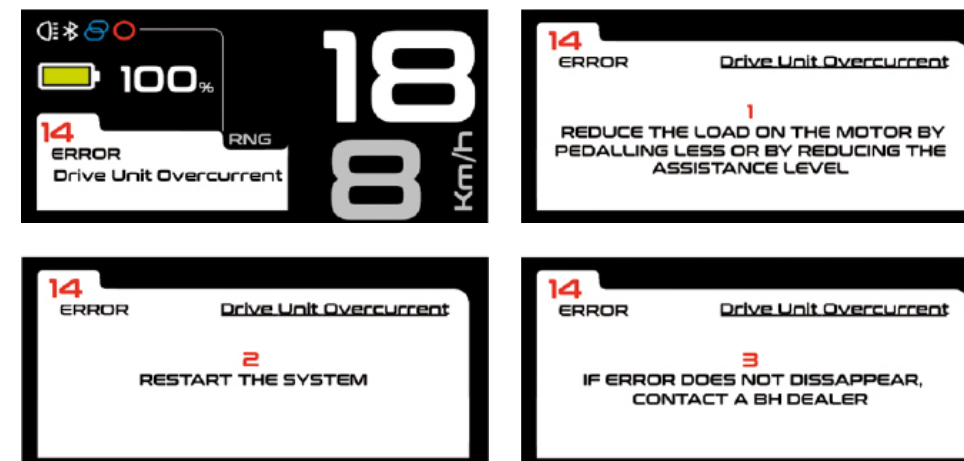 100%
18
8
Km/h
RNG
14
ERROR
Drive Unit Overcurrent
14
ERROR
Drive Unit Overcurrent
1
REDUCE THE LOAD ON THE MOTOR BY
PEDALLING LESS OR BY REDUCING THE
ASSISTANCE LEVEL
14
ERROR
Drive Unit Overcurrent
2
RESTART THE SYSTEM
14
ERROR
Drive Unit Overcurrent
3
IF ERROR DOES NOT DISSAPPEAR,
CONTACT A BH DEALER